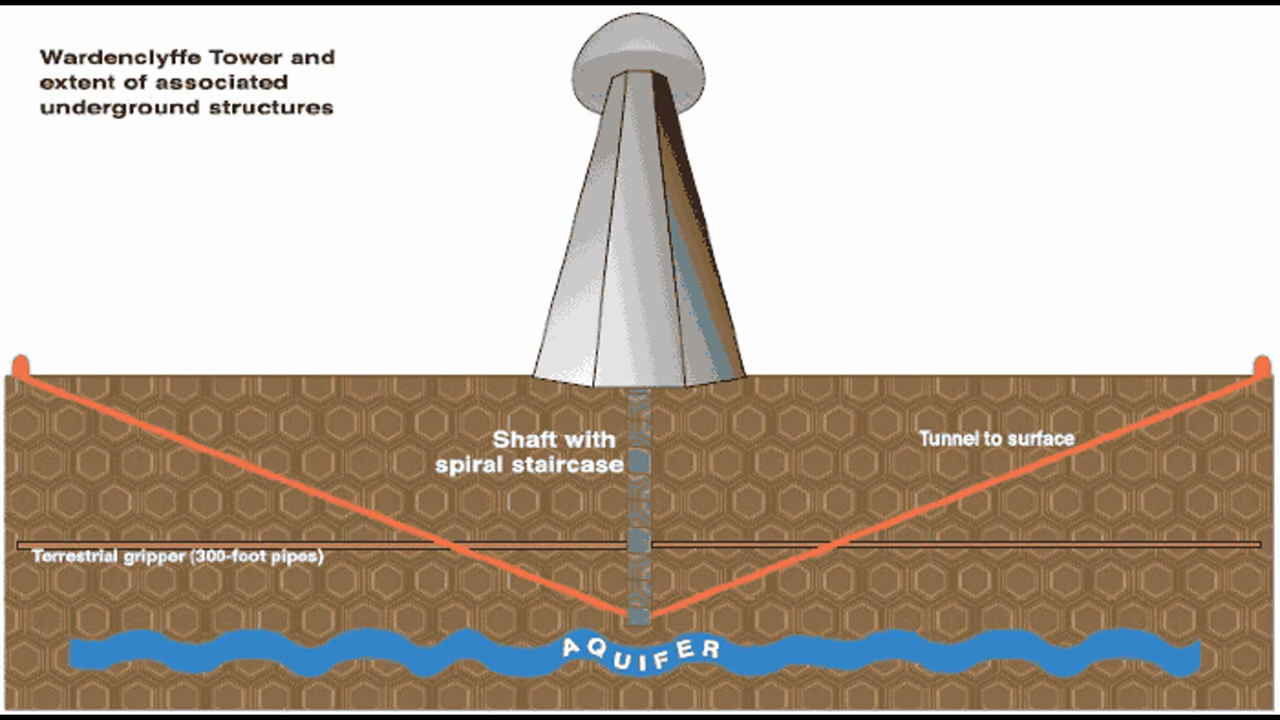 Wardenclyffe Tower and
extent of associated
underground structures
Shaft with
spiral staircase
Tunnel to surface
Terrestrial gripper (300-foot pipes)
AQUIFER